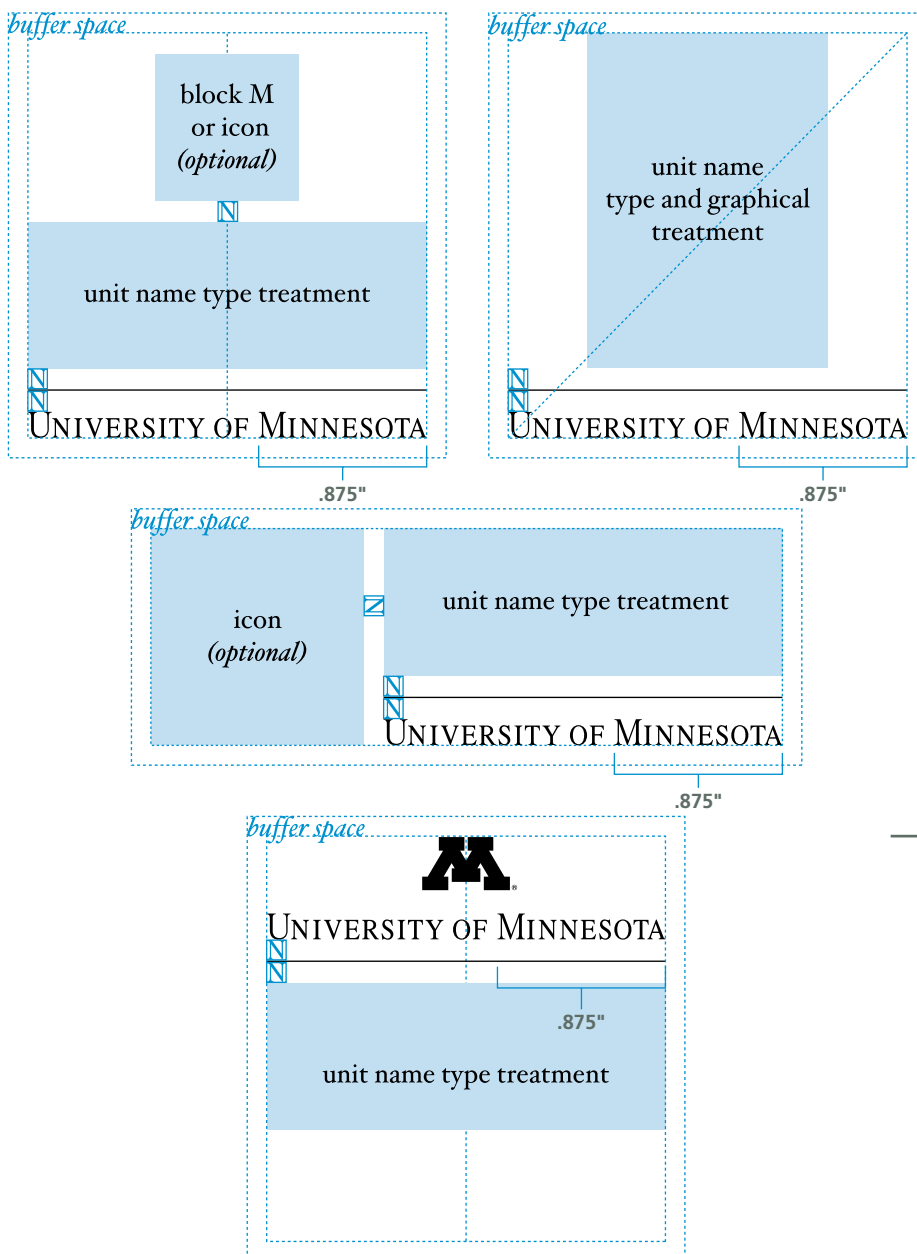 buffer space
block M
or icon
(optional)
N
unit name type treatment
N
N
UNIVERSITY OF MINNESOTA
.875"
buffer space
unit name
type and graphical
treatment
N
N
UNIVERSITY OF MINNESOTA
.875"
buffer space
icon
(optional)
N
unit name type treatment
N
N
UNIVERSITY OF MINNESOTA
.875"
buffer space
M®
UNIVERSITY OF MINNESOTA
N
N
.875"
unit name type treatment